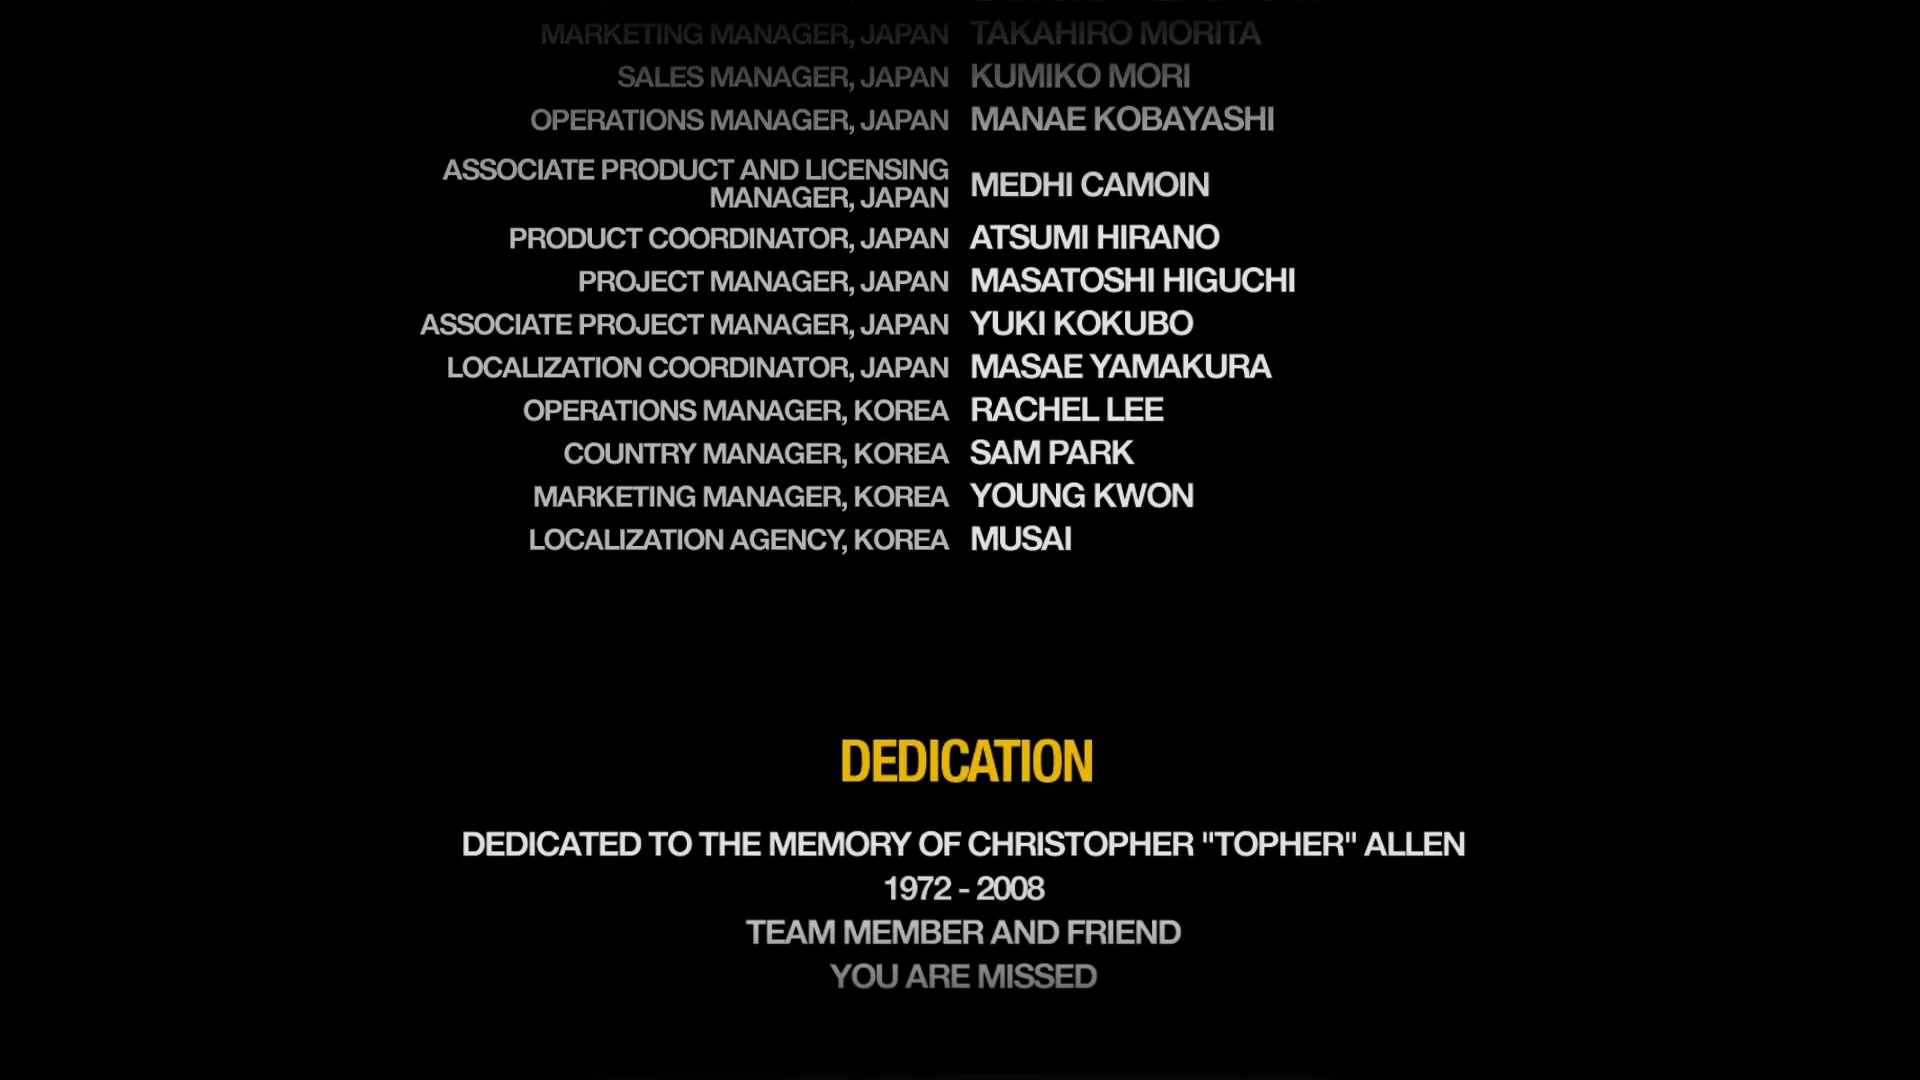 MARKETING MANAGER, JAPAN TAKAHIRO MORITA
SALES MANAGER, JAPAN KUMIKO MORI
OPERATIONS MANAGER, JAPAN MANAE KOBAYASHI
ASSOCIATE PRODUCT AND LICENSING
MANAGER, JAPAN MEDHI CAMOIN
PRODUCT COORDINATOR, JAPAN ATSUMI HIRANO
PROJECT MANAGER, JAPAN MASATOSHI HIGUCHI
ASSOCIATE PROJECT MANAGER, JAPAN YUKI KOKUBO
LOCALIZATION COORDINATOR, JAPAN MASAE YAMAKURA
OPERATIONS MANAGER, KOREA RACHEL LEE
COUNTRY MANAGER, KOREA SAM PARK
MARKETING MANAGER, KOREA YOUNG KWON
LOCALIZATION AGENCY, KOREA MUSAI
DEDICATION
DEDICATED TO THE MEMORY OF CHRISTOPHER "TOPHER" ALLEN
1972 - 2008
TEAM MEMBER AND FRIEND
YOU ARE MISSED